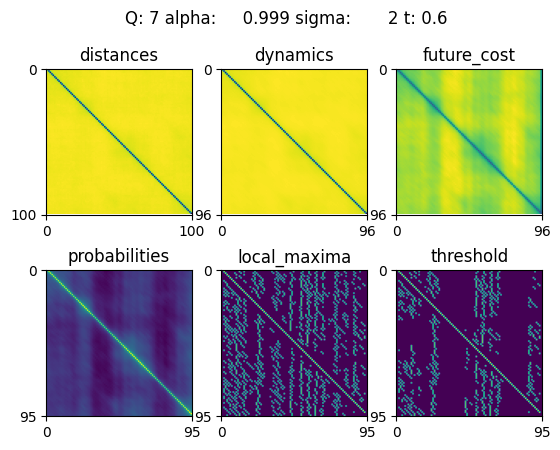 Q: 7 alpha: 0.999 sigma: 2 t: 0.6
distances dynamics future_cost
0 0 0
100 96 96
0 100 0 96 0 96
probabilities local_maxima threshold
0 0 0
95 95 95
0 95 0 95 0 95